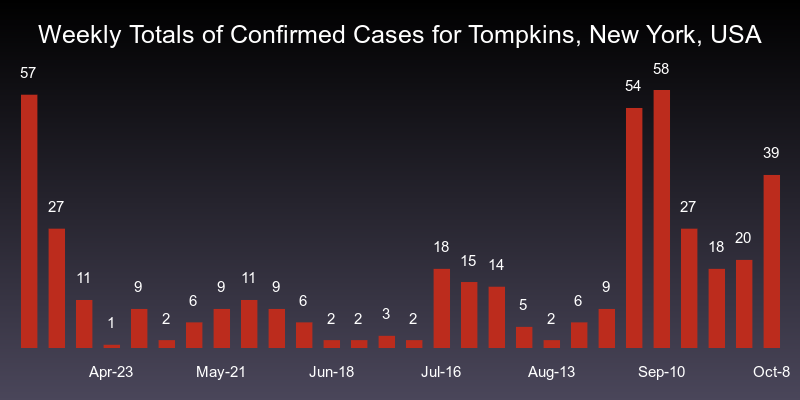 Weekly Totals of Confirmed Cases for Tompkins, New York, USA
57 27 11 1 9 2 6 9 11 9 6 2 2 3 2 18 15 14 5 2 6 9 54 58 27 18 20 39
Apr-23 May-21 Jun-18 Jul-16 Aug-13 Sep-10 Oct-8